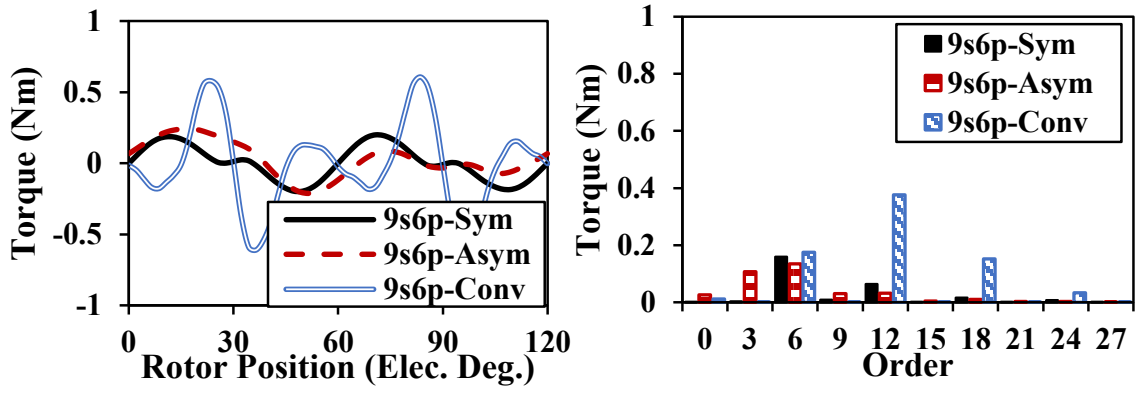 1
0.5
0
-0.5
-1
Torque (Nm)
0 30 60 90 120
Rotor Position (Elec. Deg.)
9s6p-Sym
9s6p-Asym
9s6p-Conv
1
0.8
0.6
0.4
0.2
0
Torque (Nm)
0 3 6 9 12 15 18 21 24 27
Order
9s6p-Sym
9s6p-Asym
9s6p-Conv